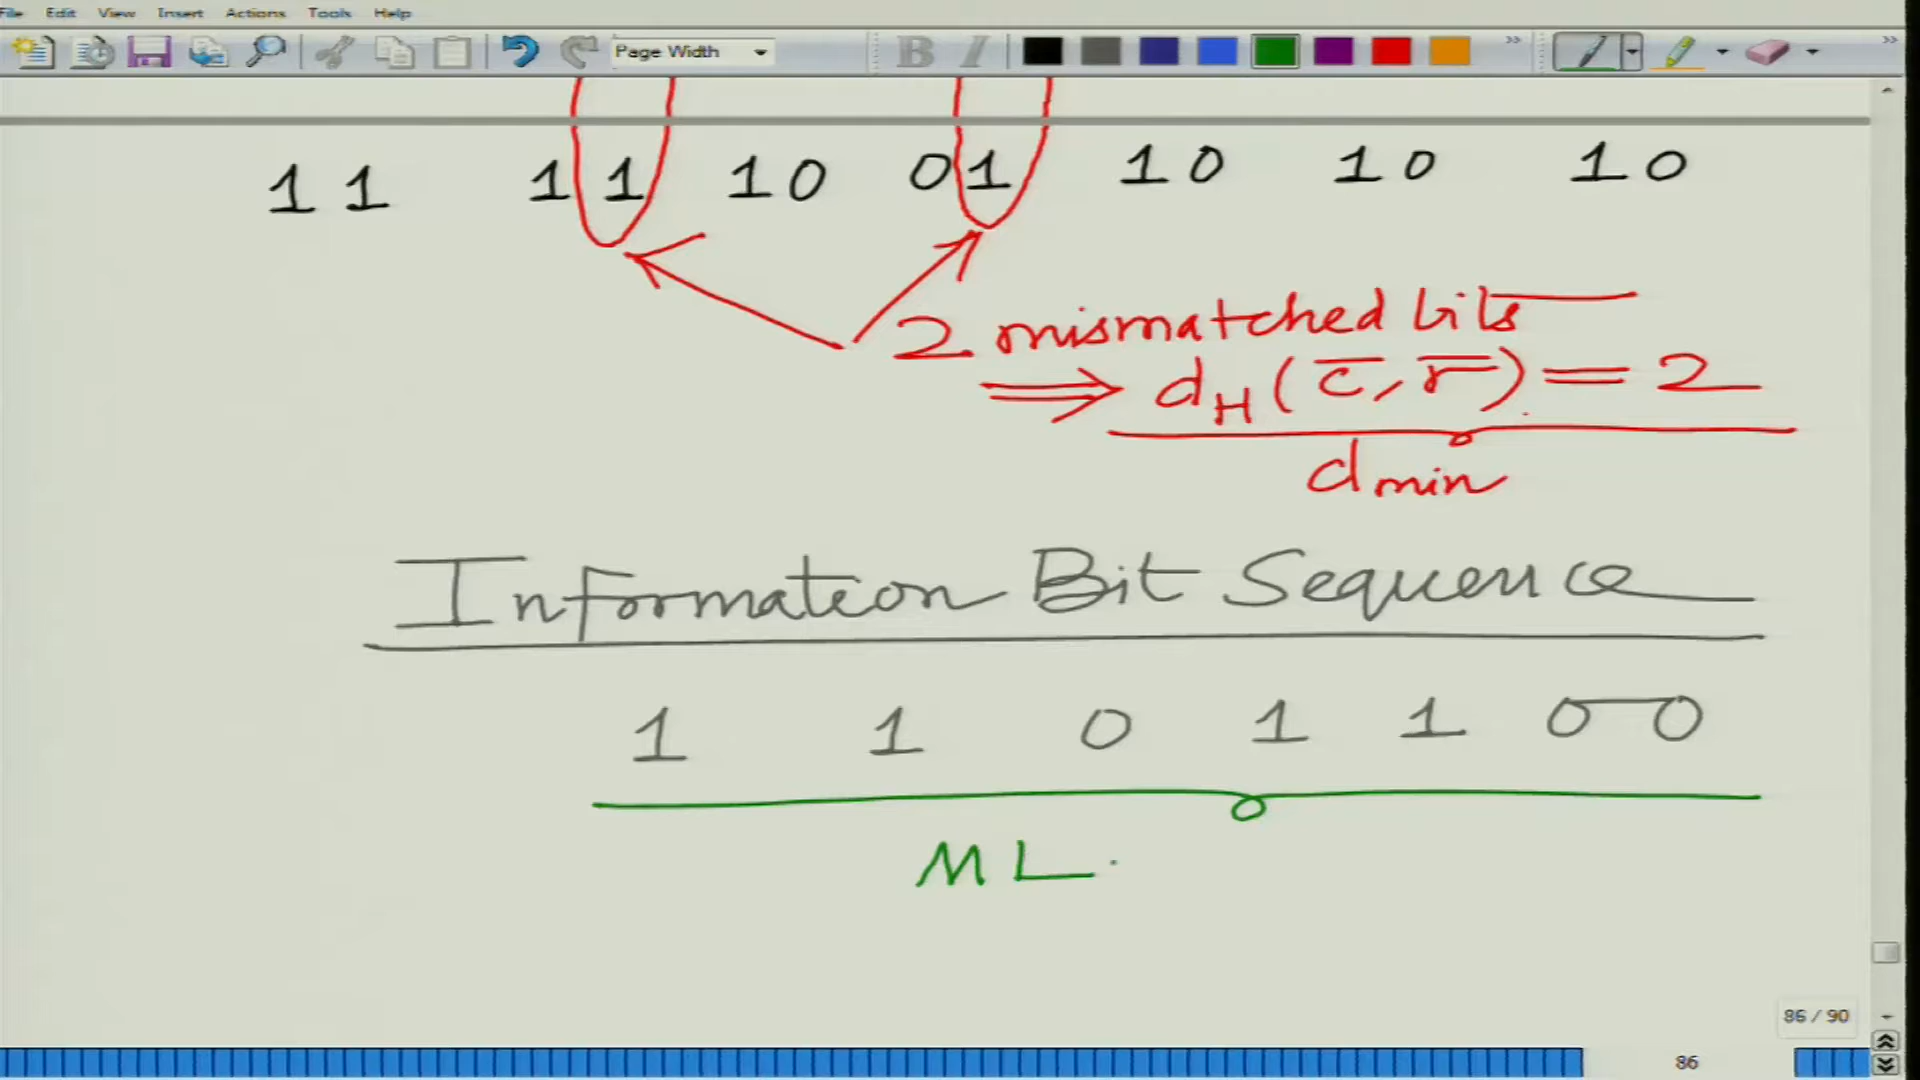 File Edit View Insert Actions Tools Help
Page Width B I
11 11 10 01 10 10 10
2 mismatched bits
⇒ dH(c̅, r̅) = 2
dmin
Information Bit Sequence
1 1 0 1 1 0 0
ML
86 / 90
86